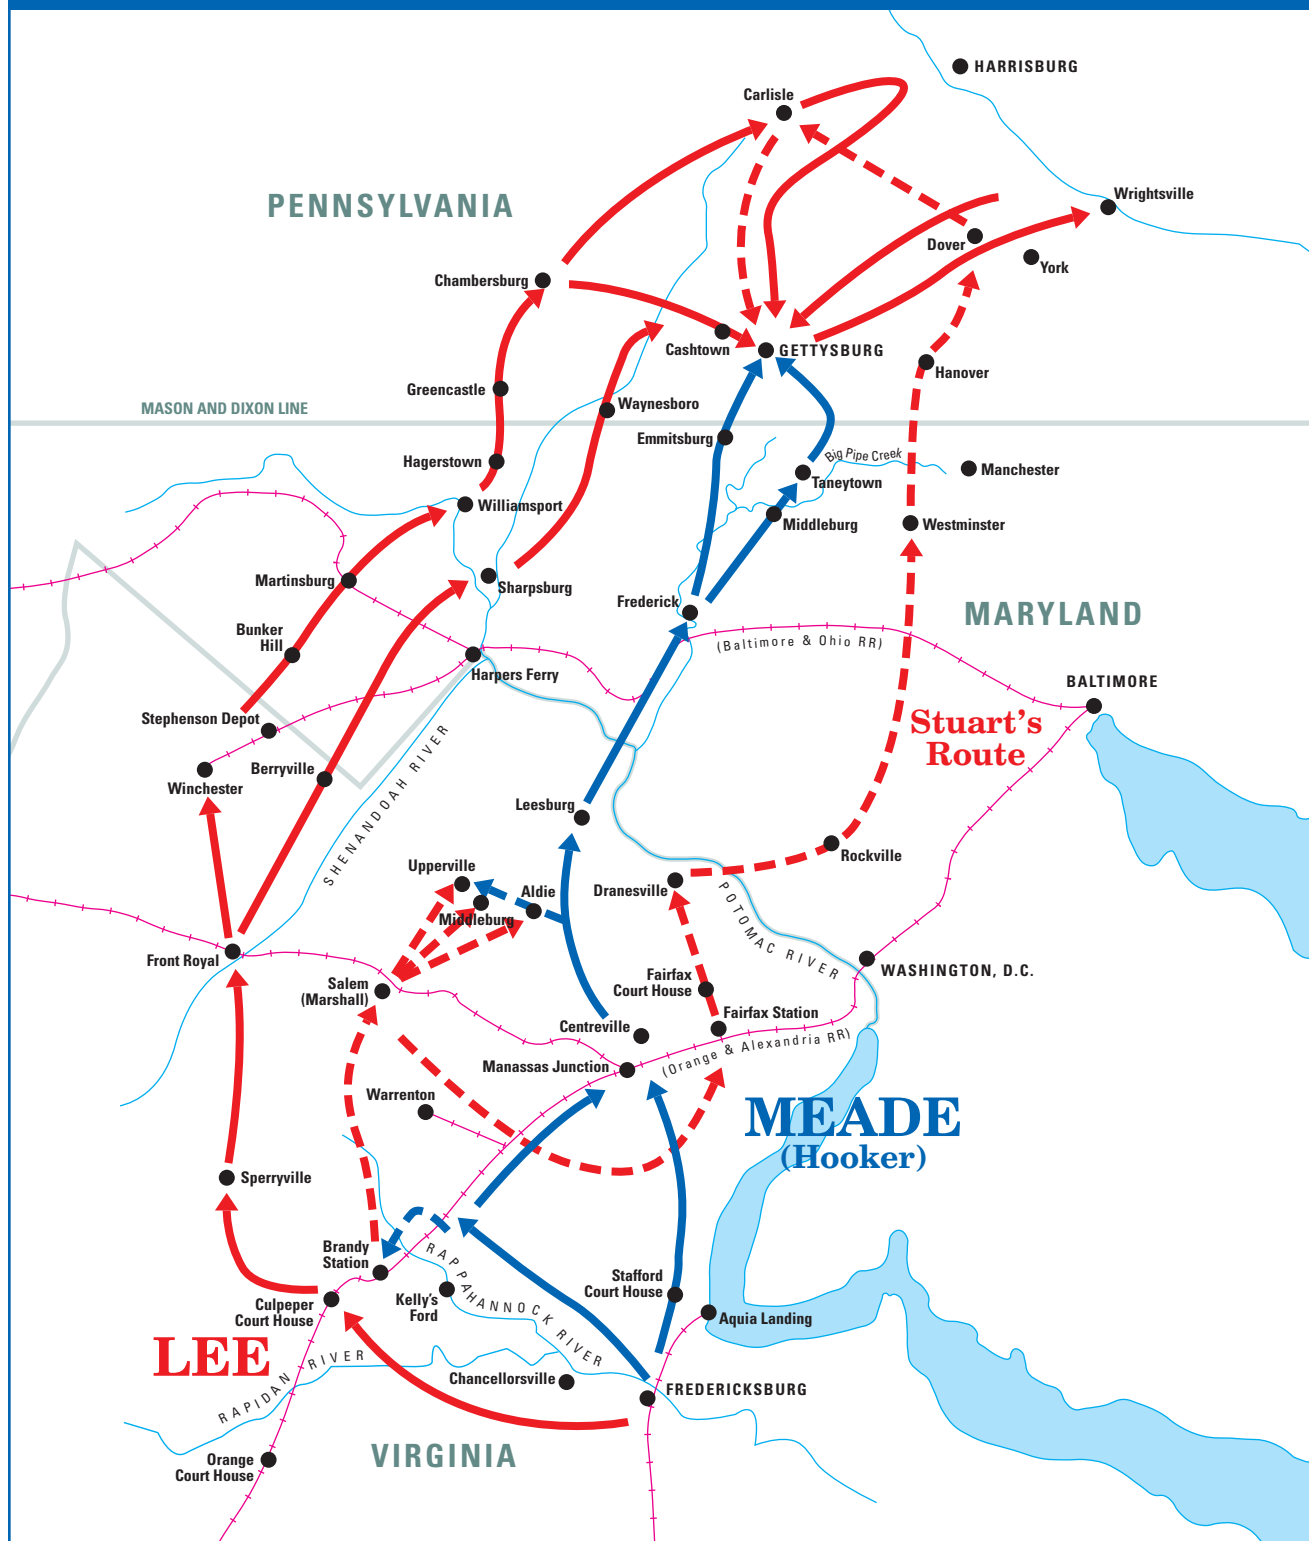 HARRISBURG
Carlisle
PENNSYLVANIA
Wrightsville
Dover
York
Chambersburg
Cashtown
GETTYSBURG
Hanover
Greencastle
Waynesboro
MASON AND DIXON LINE
Emmitsburg
Big Pipe Creek
Hagerstown
Manchester
Taneytown
Williamsport
Middleburg
Westminster
Martinsburg
Sharpsburg
Frederick
MARYLAND
Bunker
Hill
(Baltimore & Ohio RR)
Harpers Ferry
BALTIMORE
Stephenson Depot
Stuart's
Route
Berryville
Winchester
SHENANDOAH RIVER
Leesburg
Rockville
Upperville
Aldie
Dranesville
Middleburg
POTOMAC RIVER
Front Royal
Salem
(Marshall)
Fairfax
Court House
WASHINGTON, D.C.
Fairfax Station
Centreville
(Orange & Alexandria RR)
Manassas Junction
Warrenton
MEADE
(Hooker)
Sperryville
Brandy
Station
RAPPAHANNOCK RIVER
Stafford
Court House
Kelly's
Ford
Culpeper
Court House
Aquia Landing
LEE
RAPIDAN RIVER
Chancellorsville
FREDERICKSBURG
VIRGINIA
Orange
Court House